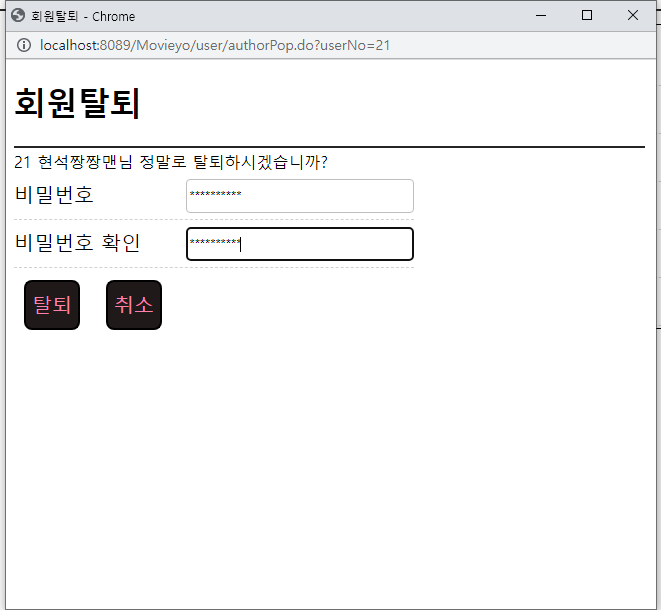 회원탈퇴 - Chrome
localhost:8089/Movieyo/user/authorPop.do?userNo=21
회원탈퇴
21 현석짱짱맨님 정말로 탈퇴하시겠습니까?
비밀번호 **********
비밀번호 확인 **********
탈퇴 취소